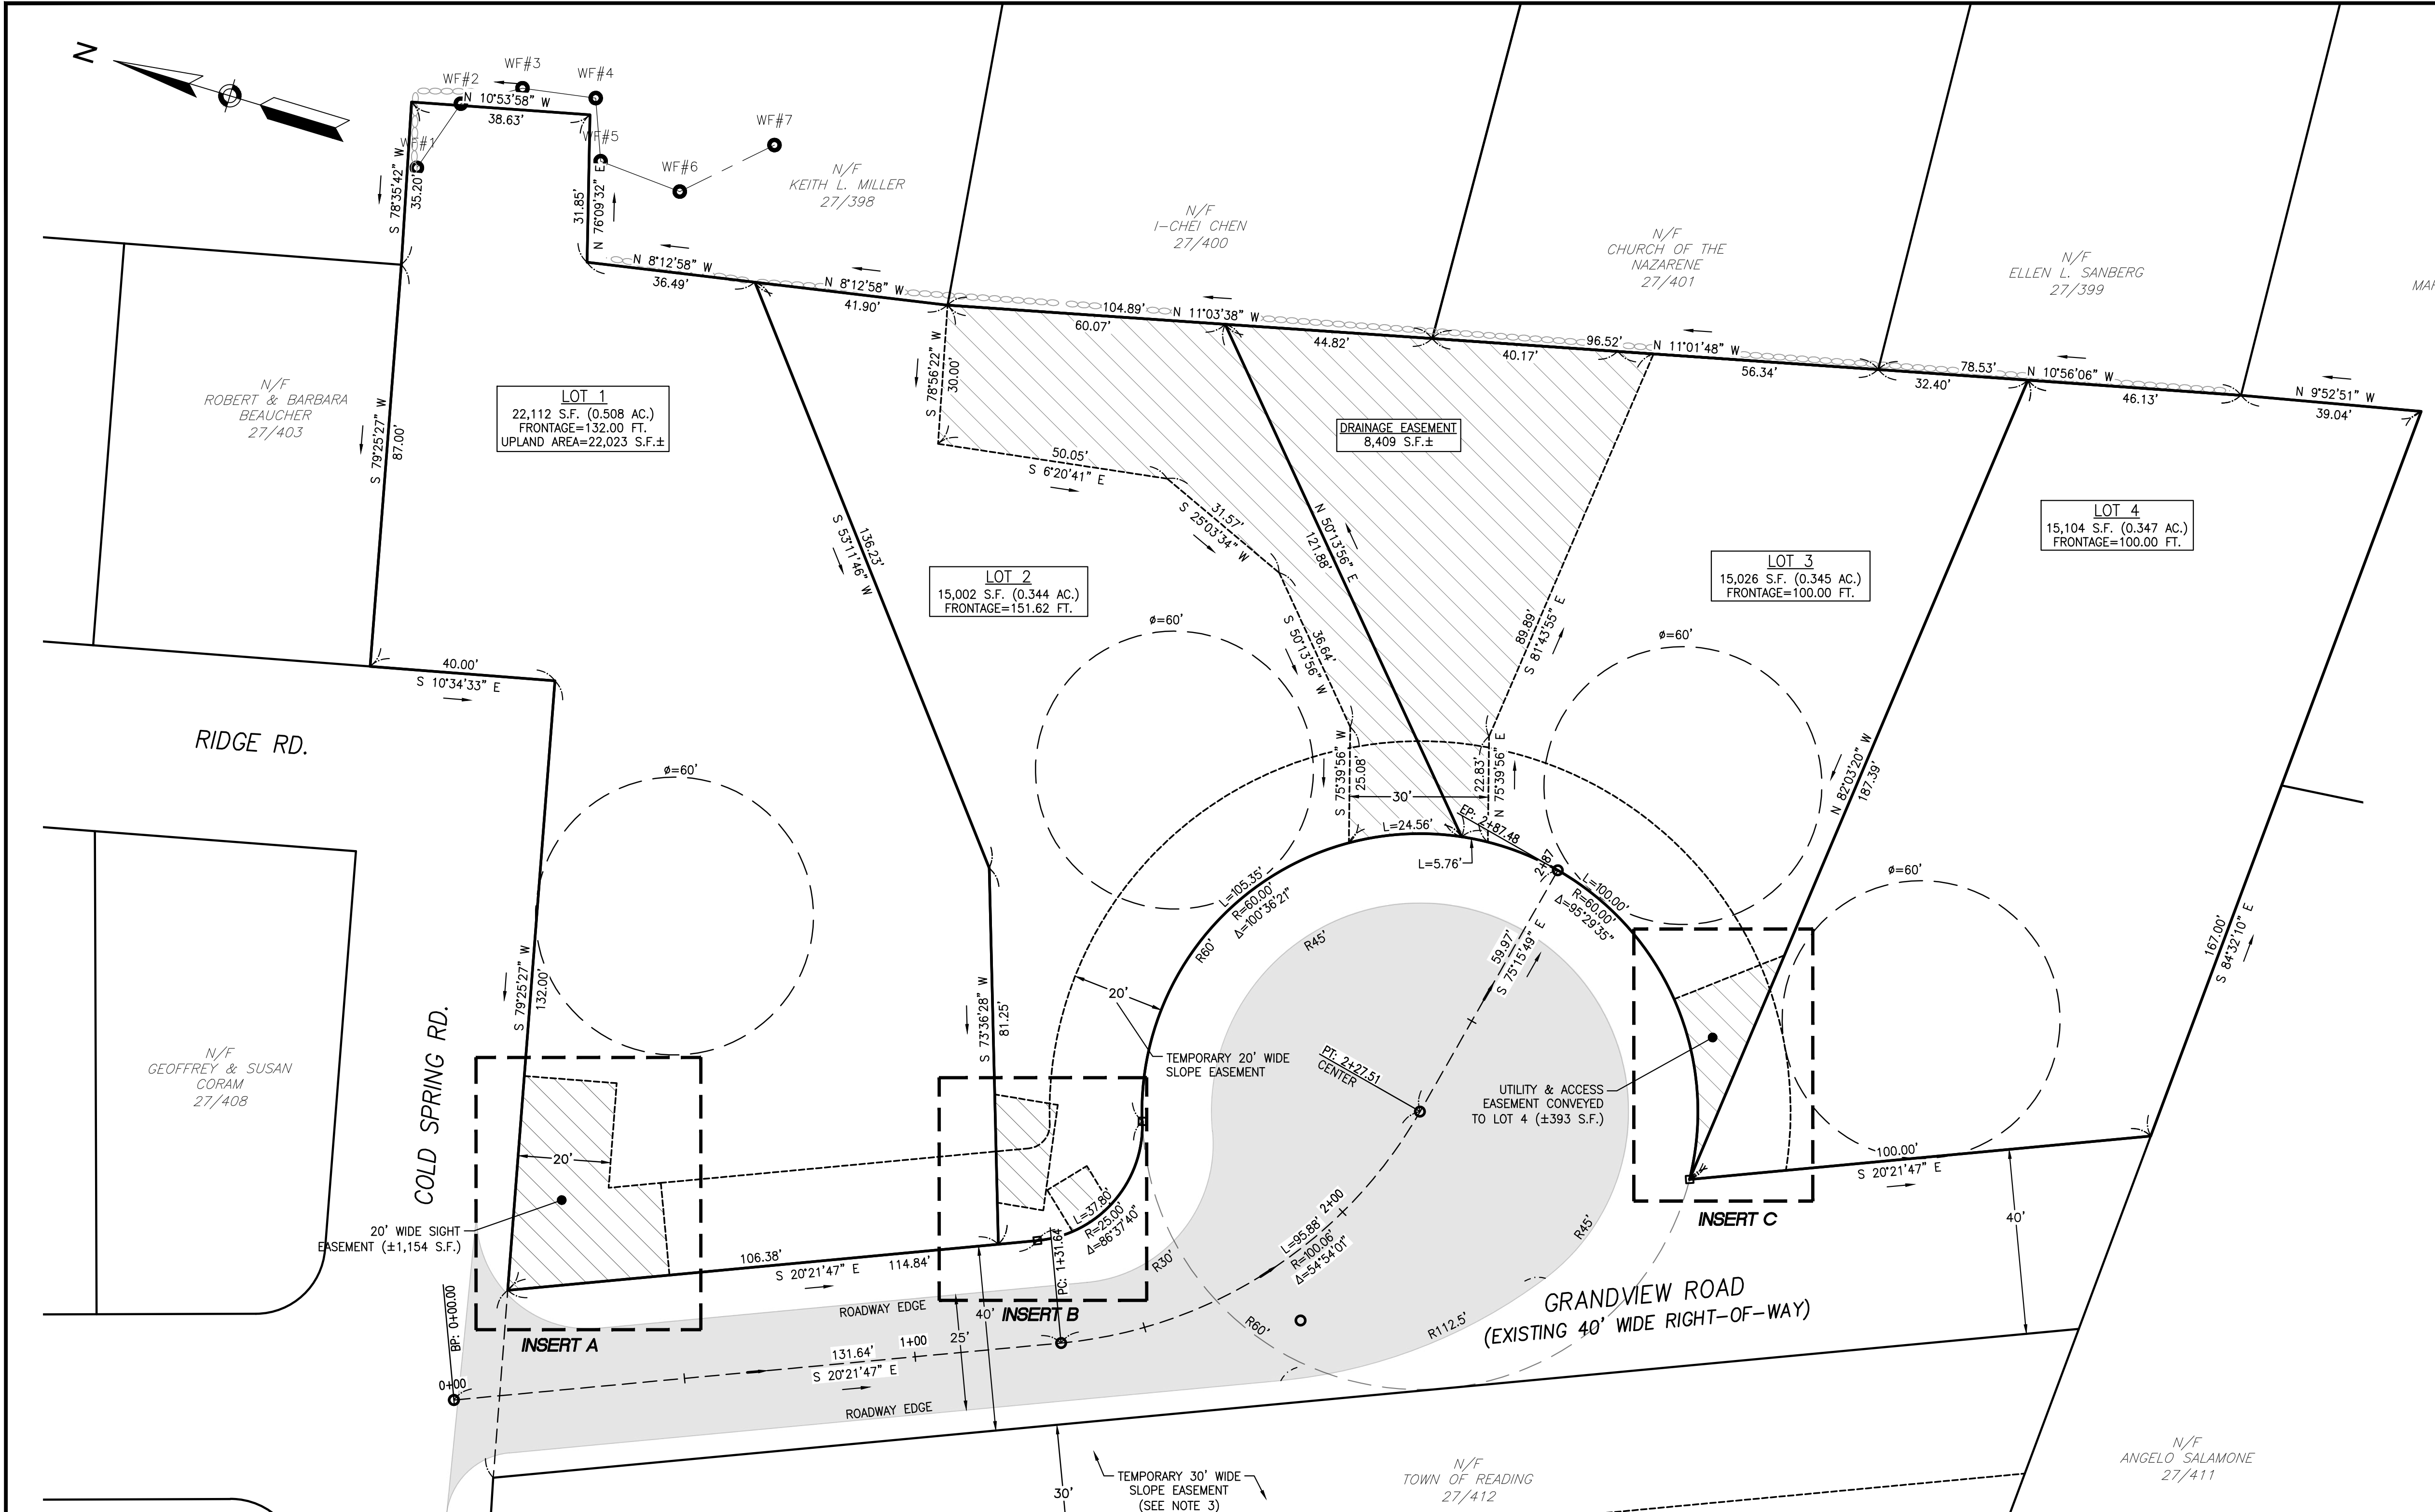 N
WF#3
WF#4
WF#2
N 10°53'58" W
38.63'
WF#1
WF#5
WF#7
WF#6
S 78°35'42" W
35.20'
31.85'
N 76°09'32" E
N/F
KEITH L. MILLER
27/398
N/F
I-CHEI CHEN
27/400
N/F
CHURCH OF THE
NAZARENE
27/401
N/F
ELLEN L. SANBERG
27/399
MAR
N 8°12'58" W
36.49'
N 8°12'58" W
41.90'
104.89'
N 11°03'38" W
60.07'
44.82'
96.52'
N 11°01'48" W
40.17'
56.34'
78.53'
N 10°56'06" W
32.40'
46.13'
N 9°52'51" W
39.04'
N/F
ROBERT & BARBARA
BEAUCHER
27/403
S 79°25'27" W
87.00'
LOT 1
22,112 S.F. (0.508 AC.)
FRONTAGE=132.00 FT.
UPLAND AREA=22,023 S.F.±
S 78°56'22" W
30.00'
50.05'
S 6°20'41" E
DRAINAGE EASEMENT
8,409 S.F.±
31.57'
S 25°03'34" W
136.23'
S 53°11'46" W
N 50°13'56" E
121.88'
LOT 2
15,002 S.F. (0.344 AC.)
FRONTAGE=151.62 FT.
LOT 3
15,026 S.F. (0.345 AC.)
FRONTAGE=100.00 FT.
LOT 4
15,104 S.F. (0.347 AC.)
FRONTAGE=100.00 FT.
36.64'
S 50°13'56" W
89.89'
S 81°43'55" E
ø=60'
ø=60'
ø=60'
ø=60'
40.00'
S 10°34'33" E
RIDGE RD.
S 75°39'56" W
25.08'
30'
22.83'
N 75°39'56" E
N 82°03'20" W
187.39'
L=24.56'
L=5.76'
EP: 2+87.48
2+87
L=105.35'
R=60.00'
Δ=100°36'21"
L=100.00'
R=60.00'
Δ=95°29'35"
R60'
R45'
59.97'
S 75°15'49" E
S 79°25'27" W
132.00'
S 73°36'28" W
81.25'
20'
TEMPORARY 20' WIDE
SLOPE EASEMENT
PT: 2+27.51
CENTER
UTILITY & ACCESS
EASEMENT CONVEYED
TO LOT 4 (±393 S.F.)
167.00'
S 84°32'10" E
N/F
GEOFFREY & SUSAN
CORAM
27/408
COLD SPRING RD.
20'
20' WIDE SIGHT
EASEMENT (±1,154 S.F.)
100.00'
S 20°21'47" E
40'
INSERT C
L=37.80'
R=25.00'
Δ=86°37'40"
PC: 1+31.64
106.38'
S 20°21'47" E
114.84'
R30'
L=95.88'
R=100.06'
Δ=54°54'01"
2+00
R45'
BP: 0+00.00
0+00
INSERT A
ROADWAY EDGE
INSERT B
40'
25'
R60'
R112.5'
GRANDVIEW ROAD
(EXISTING 40' WIDE RIGHT-OF-WAY)
131.64'
1+00
S 20°21'47" E
ROADWAY EDGE
30'
TEMPORARY 30' WIDE
SLOPE EASEMENT
(SEE NOTE 3)
N/F
TOWN OF READING
27/412
N/F
ANGELO SALAMONE
27/411